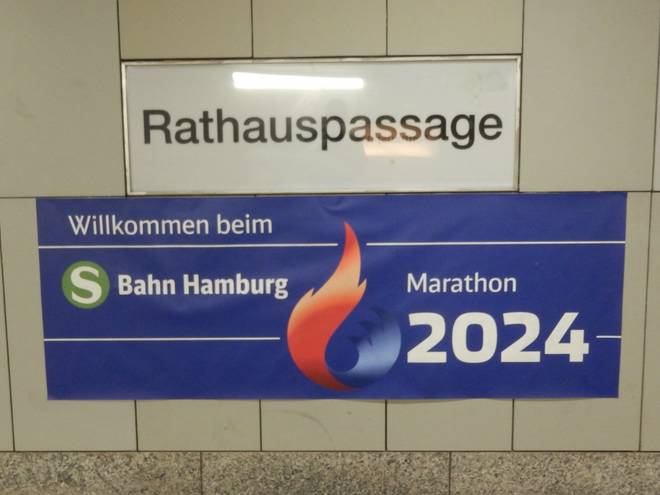 Rathauspassage
Willkommen beim
S Bahn Hamburg
Marathon
2024